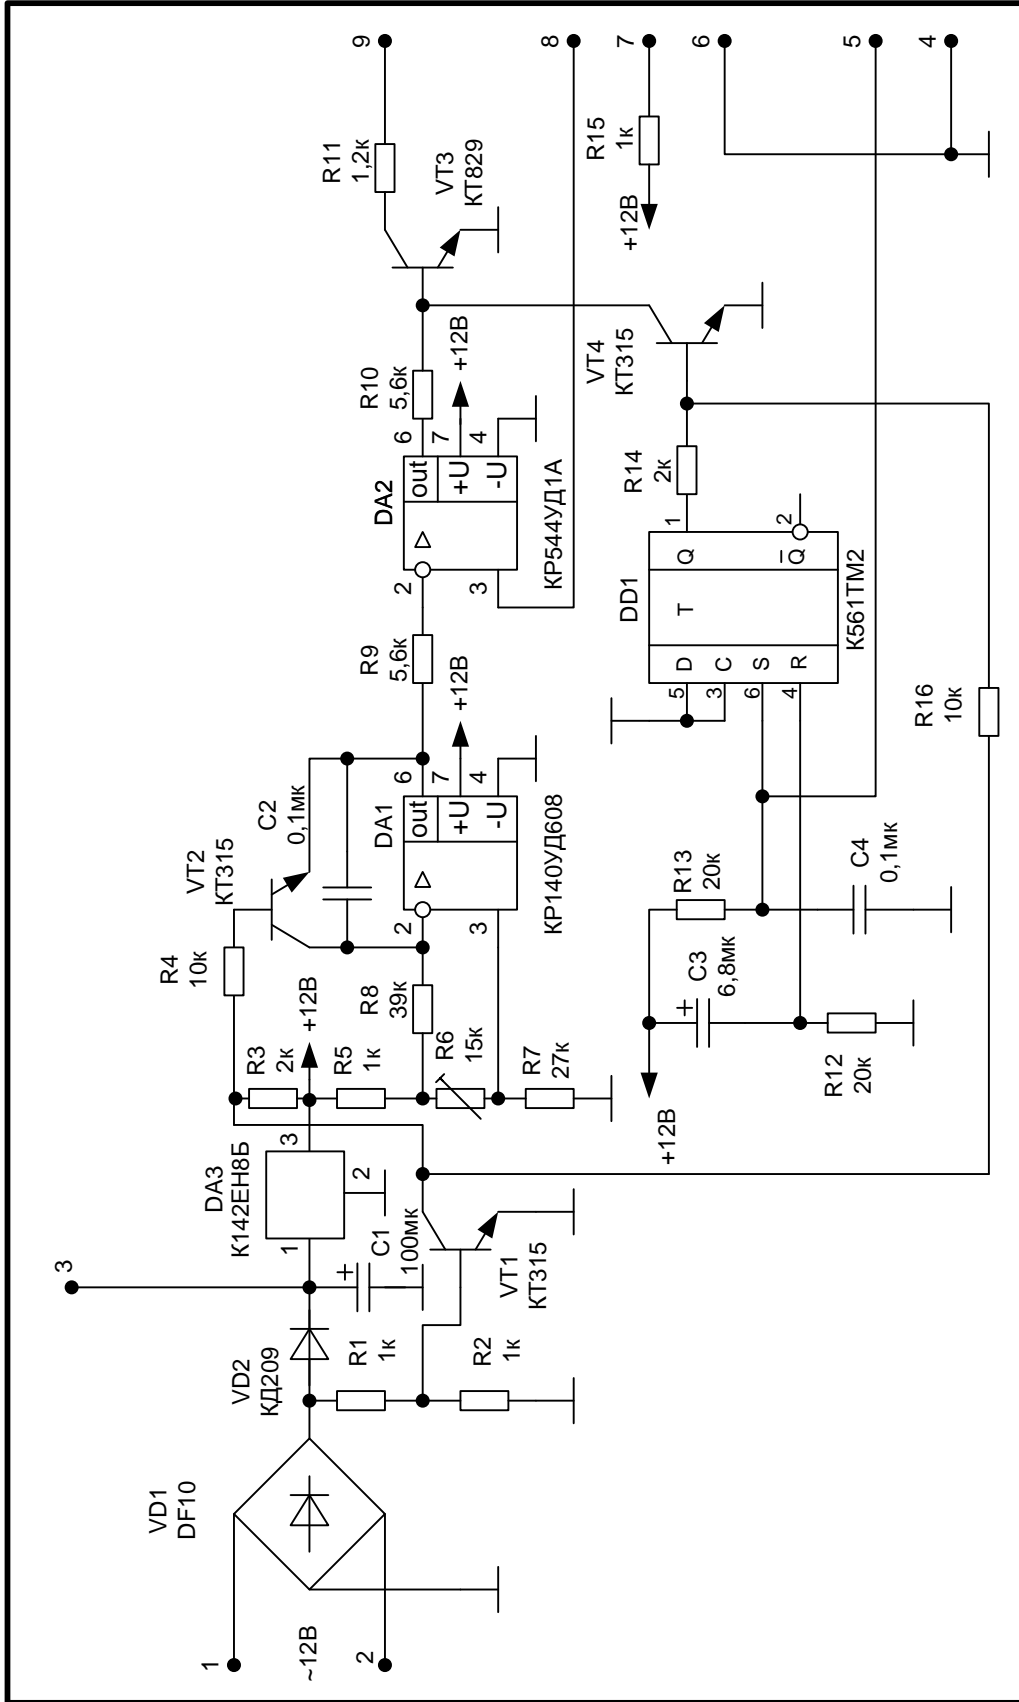 1
~12В
2
VD1
DF10
VD2
КД209
3
R1
1к
R2
1к
C1
100мк
+
DA3
К142ЕН8Б
1
2
3
VT1
КТ315
R3
2к
+12В
R5
1к
R6
15к
R7
27к
R4
10к
R8
39к
VT2
КТ315
C2
0,1мк
DA1
out
+U
-U
2
3
6
7
4
КР140УД608
+12В
R9
5,6к
DA2
out
+U
-U
2
3
6
7
4
КР544УД1А
+12В
R10
5,6к
R11
1,2к
VT3
КТ829
9
8
7
6
5
4
R15
1к
+12В
VT4
КТ315
R14
2к
DD1
D
C
S
R
T
Q
Q
5
3
6
4
1
2
К561ТМ2
R16
10к
R13
20к
C4
0,1мк
+
C3
6,8мк
R12
20к
+12В